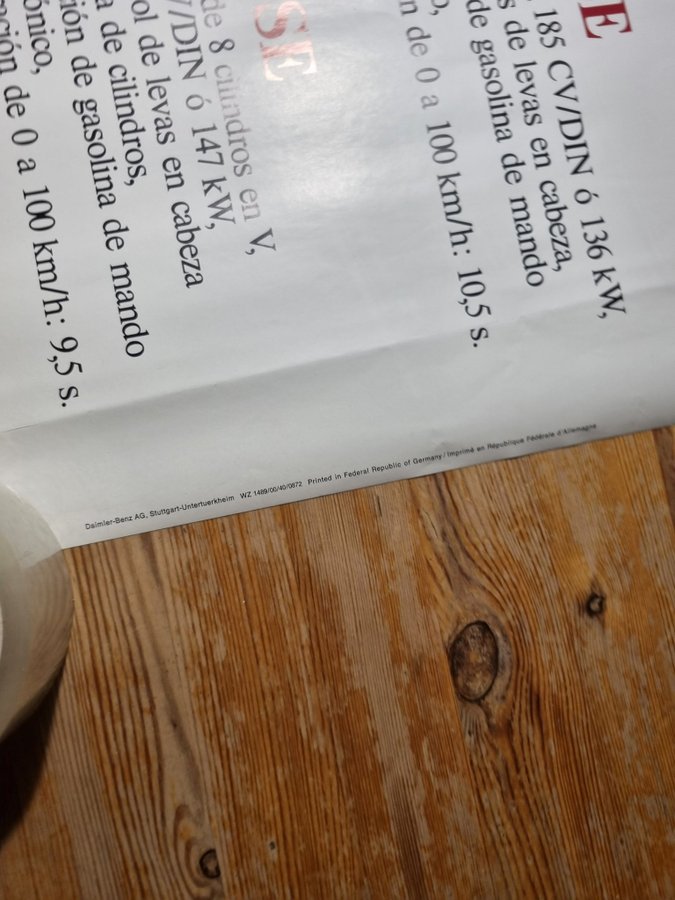 E
185 CV/DIN ó 136 kW,
s de levas en cabeza,
de gasolina de mando
o,
n de 0 a 100 km/h: 10,5 s.
SE
de 8 cilindros en V,
V/DIN ó 147 kW,
ol de levas en cabeza
a de cilindros,
ión de gasolina de mando
ónico,
ción de 0 a 100 km/h: 9,5 s.
Daimler-Benz AG, Stuttgart-Untertuerkheim WZ 1489/00/40/0872 Printed in Federal Republic of Germany / Imprimé en République Fédérale d'Allemagne